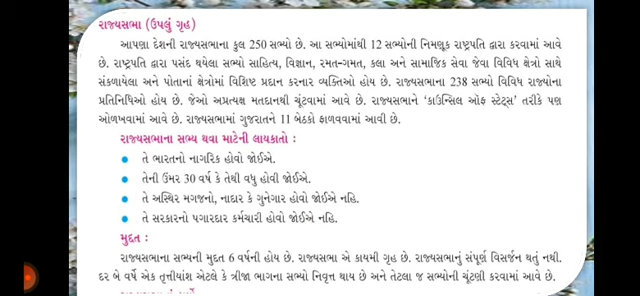 રાજ્યસભા (ઉપલું ગૃહ)
આપણા દેશની રાજ્યસભાના કુલ 250 સભ્યો છે. આ સભ્યોમાંથી 12 સભ્યોની નિમણૂક રાષ્ટ્રપતિ દ્વારા કરવામાં આવે
છે. રાષ્ટ્રપતિ દ્વારા પસંદ થયેલી સભ્યો સાહિત્ય, વિજ્ઞાન, રમત-ગમત, કલા અને સામાજિક સેવા જેવા વિવિધ ક્ષેત્રો સાથે
સંકળાયેલા અને પોતાનાં ક્ષેત્રોમાં વિશિષ્ટ પ્રદાન કરનાર વ્યક્તિઓ હોય છે. રાજ્યસભાના 238 સભ્યો વિવિધ રાજ્યોના
પ્રતિનિધિઓ હોય છે. જેઓ અપ્રત્યક્ષ મતદાનથી ચૂંટવામાં આવે છે. રાજ્યસભાને ‘કાઉન્સિલ ઑફ સ્ટેટ્સ’ તરીકે પણ
ઓળખવામાં આવે છે. રાજ્યસભામાં ગુજરાતને 11 બેઠકો ફાળવવામાં આવી છે.
રાજ્યસભાના સભ્ય થવા માટેની લાયકાતો :
● તે ભારતનો નાગરિક હોવો જોઈએ.
● તેની ઉંમર 30 વર્ષ કે તેથી વધુ હોવી જોઈએ.
● તે અસ્થિર મગજનો, નાદાર કે ગુનેગાર હોવો જોઈએ નહિ.
● તે સરકારનો પગારદાર કર્મચારી હોવો જોઈએ નહિ.
મુદત :
રાજ્યસભાના સભ્યની મુદત 6 વર્ષની હોય છે. રાજ્યસભા એ કાયમી ગૃહ છે. રાજ્યસભાનું સંપૂર્ણ વિસર્જન થતું નથી.
દર બે વર્ષે એક તૃતીયાંશ એટલે કે ત્રીજા ભાગના સભ્યો નિવૃત્ત થાય છે અને તેટલા જ સભ્યોની ચૂંટણી કરવામાં આવે છે.